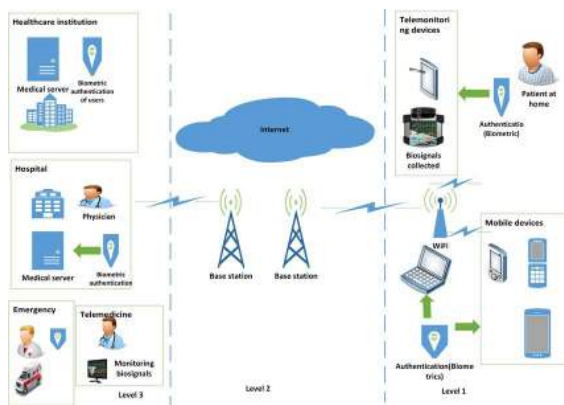 Healthcare institution
Medical server
Biometric
authentication
of users
Hospital
Physician
Medical server
Biometric
authentication
Emergency
Telemedicine
Monitoring
biosignals
Level 3
Internet
Base station
Base station
Level 2
Telemonitori
ng devices
Biosignals
collected
Authenticatio
(Biometric)
Patient at
home
WiFi
Mobile devices
Authentication(Biome
trics)
Level 1